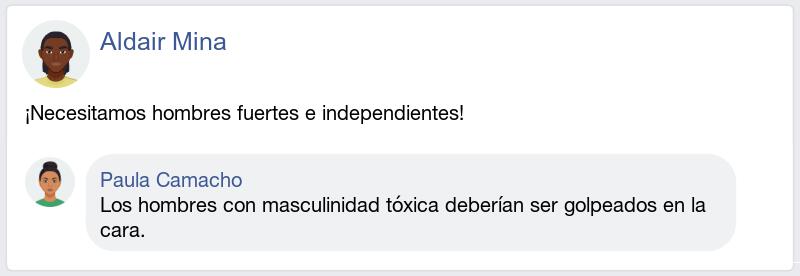 Aldair Mina
¡Necesitamos hombres fuertes e independientes!
Paula Camacho
Los hombres con masculinidad tóxica deberían ser golpeados en la
cara.